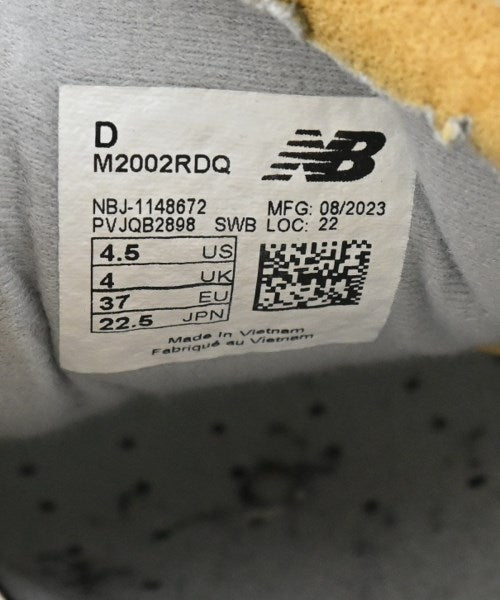 D
M2002RDQ
NB
NBJ-1148672 MFG: 08/2023
PVJQB2898 SWB LOC: 22
4.5 US
4 UK
37 EU
22.5 JPN
Made in Vietnam
Fabriqué au Vietnam